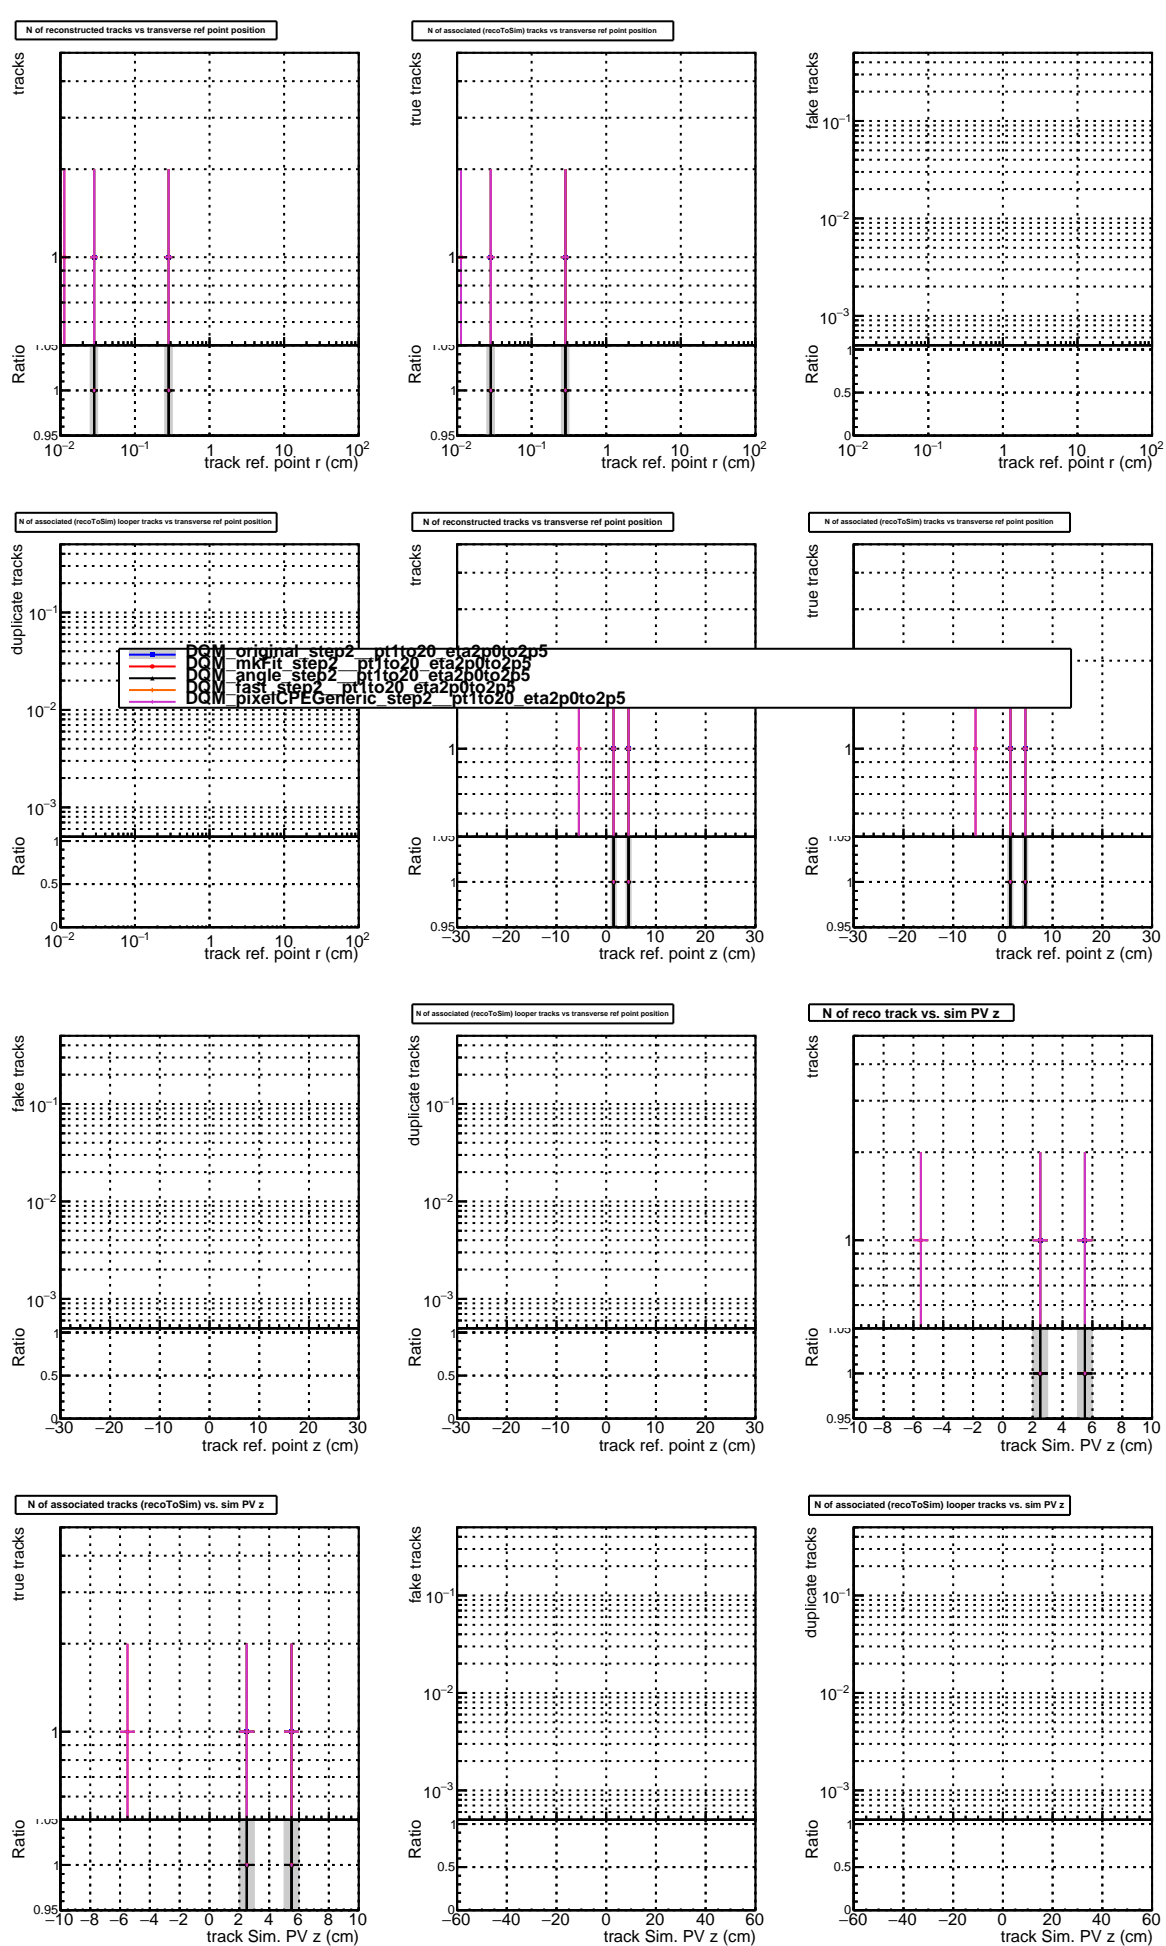 N of reconstructed tracks vs transverse ref point position
tracks
1
1.05
Ratio
1
0.95
10−2 10−1 1 10 102
track ref. point r (cm)
N of associated (recoToSim) tracks vs transverse ref point position
true tracks
1
1.05
Ratio
1
0.95
10−2 10−1 1 10 102
track ref. point r (cm)
fake tracks
10−1
10−2
10−3
Ratio
1
0.5
0
10−2 10−1 1 10 102
track ref. point r (cm)
N of associated (recoToSim) looper tracks vs transverse ref point position
duplicate tracks
10−1
10−2
10−3
Ratio
1
0.5
0
10−2 10−1 1 10 102
track ref. point r (cm)
N of reconstructed tracks vs transverse ref point position
tracks
1
1.05
Ratio
1
0.95
−30 −20 −10 0 10 20 30
track ref. point z (cm)
N of associated (recoToSim) tracks vs transverse ref point position
true tracks
1
1.05
Ratio
1
0.95
−30 −20 −10 0 10 20 30
track ref. point z (cm)
DQM_original_step2__pt1to20_eta2p0to2p5
DQM_mkFit_step2__pt1to20_eta2p0to2p5
DQM_angle_step2__pt1to20_eta2p0to2p5
DQM_fast_step2__pt1to20_eta2p0to2p5
DQM_pixelCPEGeneric_step2__pt1to20_eta2p0to2p5
fake tracks
10−1
10−2
10−3
Ratio
1
0.5
0
−30 −20 −10 0 10 20 30
track ref. point z (cm)
N of associated (recoToSim) looper tracks vs transverse ref point position
duplicate tracks
10−1
10−2
10−3
Ratio
1
0.5
0
−30 −20 −10 0 10 20 30
track ref. point z (cm)
N of reco track vs. sim PV z
tracks
1
1.05
Ratio
1
0.95
−10 −8 −6 −4 −2 0 2 4 6 8 10
track Sim. PV z (cm)
N of associated tracks (recoToSim) vs. sim PV z
true tracks
1
1.05
Ratio
1
0.95
−10 −8 −6 −4 −2 0 2 4 6 8 10
track Sim. PV z (cm)
fake tracks
10−1
10−2
10−3
Ratio
1
0.5
0
−60 −40 −20 0 20 40 60
track Sim. PV z (cm)
N of associated (recoToSim) looper tracks vs. sim PV z
duplicate tracks
10−1
10−2
10−3
Ratio
1
0.5
0
−60 −40 −20 0 20 40 60
track Sim. PV z (cm)